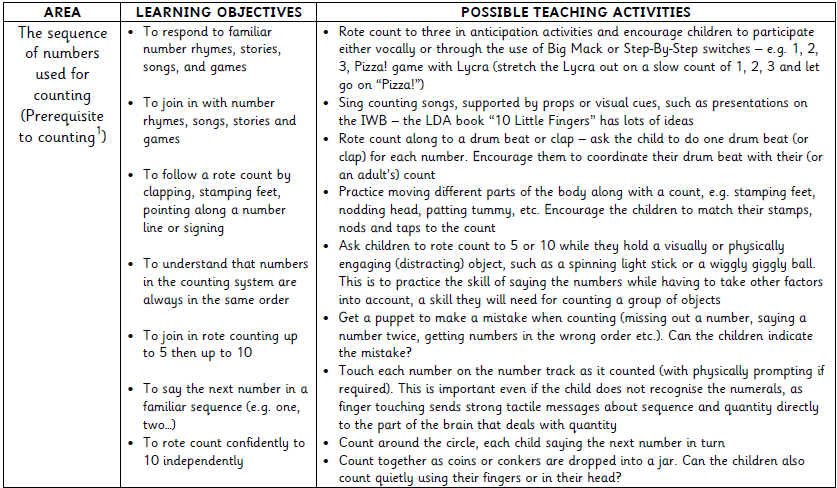 AREA
LEARNING OBJECTIVES
POSSIBLE TEACHING ACTIVITIES
The sequence
of numbers
used for
counting
(Prerequisite
to counting1)
• To respond to familiar
number rhymes, stories,
songs, and games
• To join in with number
rhymes, songs, stories and
games
• To follow a rote count by
clapping, stamping feet,
pointing along a number
line or signing
• To understand that numbers
in the counting system are
always in the same order
• To join in rote counting up
to 5 then up to 10
• To say the next number in a
familiar sequence (e.g. one,
two…)
• To rote count confidently to
10 independently
• Rote count to three in anticipation activities and encourage children to participate
either vocally or through the use of Big Mack or Step-By-Step switches – e.g. 1, 2,
3, Pizza! game with Lycra (stretch the Lycra out on a slow count of 1, 2, 3 and let
go on “Pizza!”)
• Sing counting songs, supported by props or visual cues, such as presentations on
the IWB – the LDA book “10 Little Fingers” has lots of ideas
• Rote count along to a drum beat or clap – ask the child to do one drum beat (or
clap) for each number. Encourage them to coordinate their drum beat with their (or
an adult’s) count
• Practice moving different parts of the body along with a count, e.g. stamping feet,
nodding head, patting tummy, etc. Encourage the children to match their stamps,
nods and taps to the count
• Ask children to rote count to 5 or 10 while they hold a visually or physically
engaging (distracting) object, such as a spinning light stick or a wiggly giggly ball.
This is to practice the skill of saying the numbers while having to take other factors
into account, a skill they will need for counting a group of objects
• Get a puppet to make a mistake when counting (missing out a number, saying a
number twice, getting numbers in the wrong order etc.). Can the children indicate
the mistake?
• Touch each number on the number track as it counted (with physically prompting if
required). This is important even if the child does not recognise the numerals, as
finger touching sends strong tactile messages about sequence and quantity directly
to the part of the brain that deals with quantity
• Count around the circle, each child saying the next number in turn
• Count together as coins or conkers are dropped into a jar. Can the children also
count quietly using their fingers or in their head?